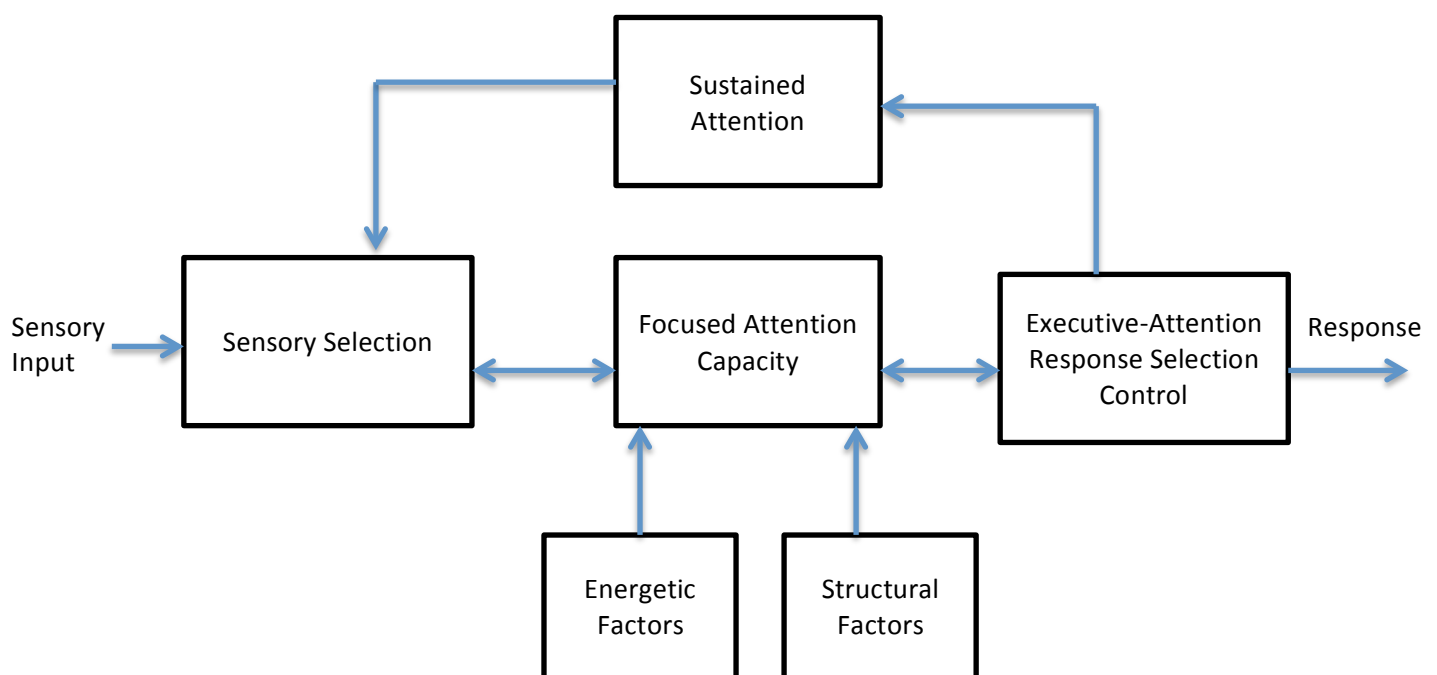 Sustained
Attention
Sensory
Input
Sensory Selection
Focused Attention
Capacity
Executive-Attention
Response Selection
Control
Response
Energetic
Factors
Structural
Factors